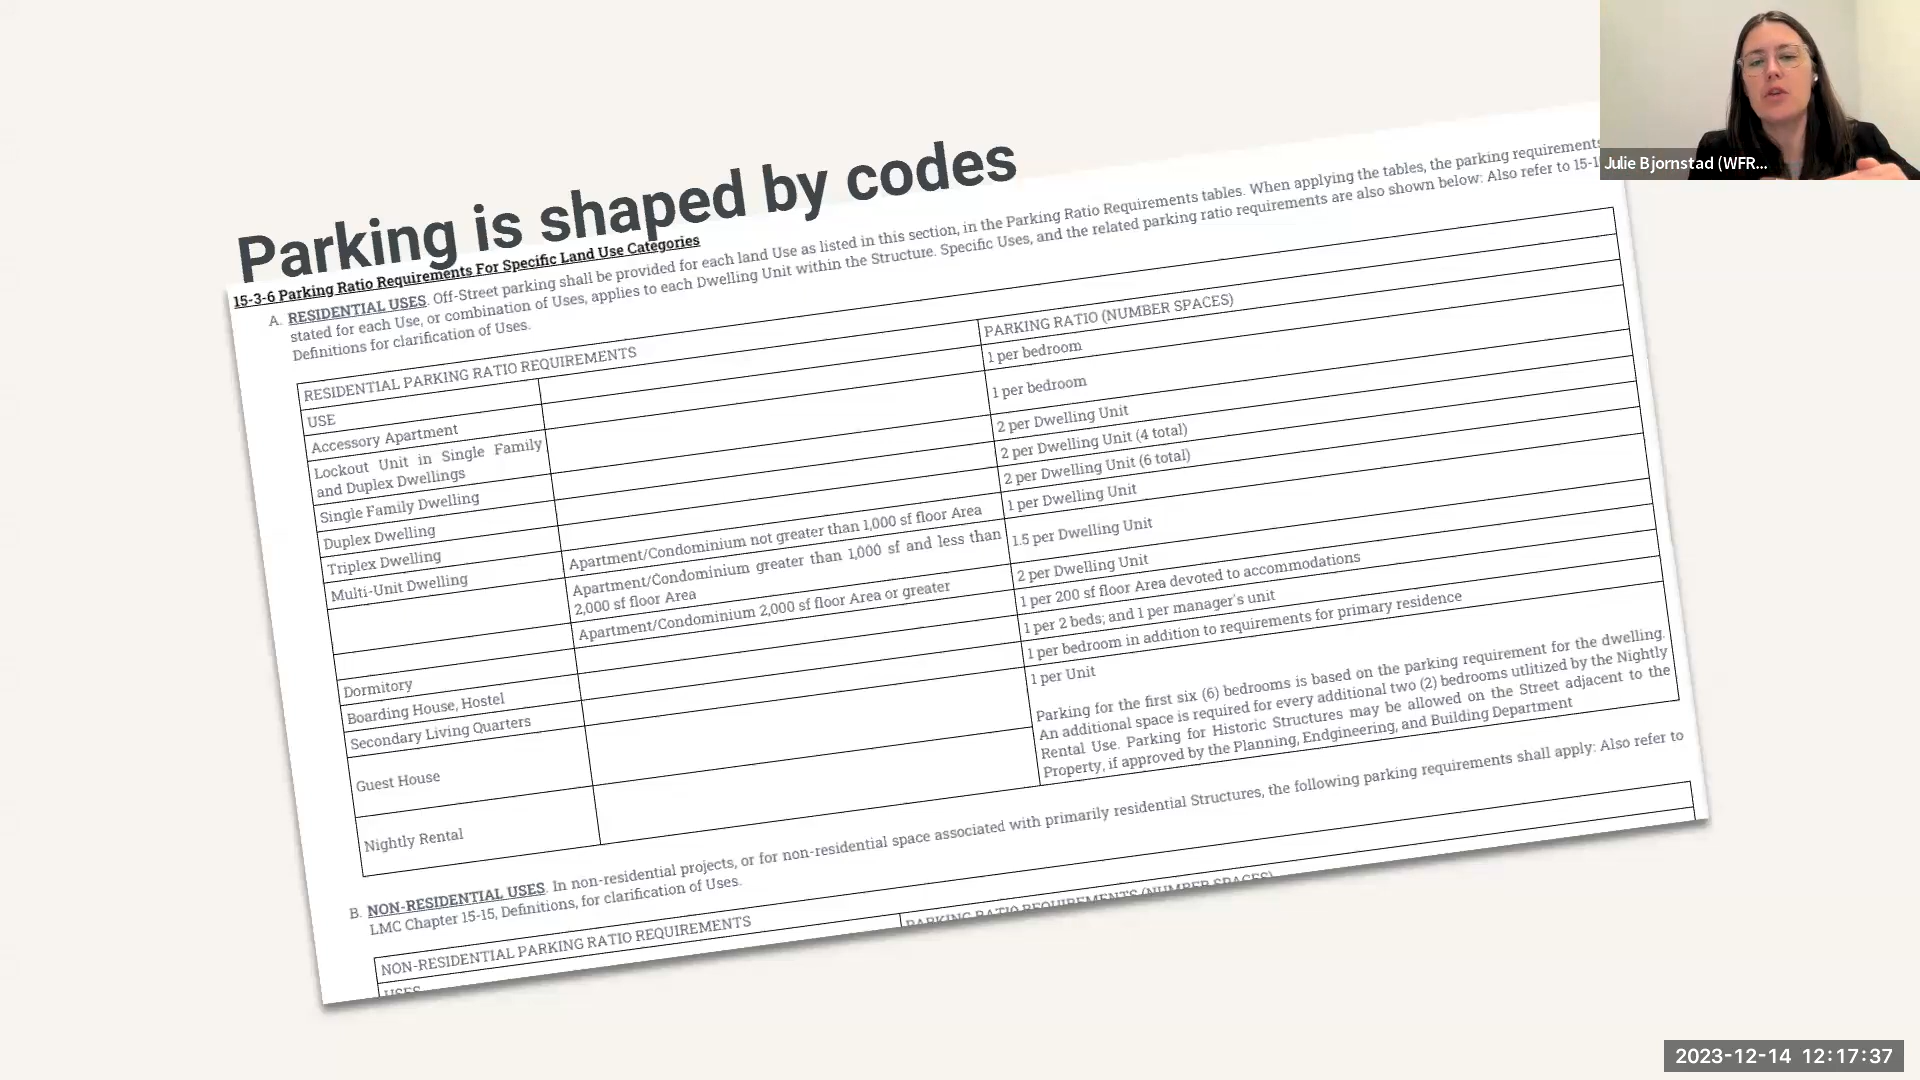 Parking is shaped by codes
15-3-6 Parking Ratio Requirements For Specific Land Use Categories
A. RESIDENTIAL USES. Off-Street parking shall be provided for each land Use as listed in this section, in the Parking Ratio Requirements tables. When applying the tables, the parking requirements
stated for each Use, or combination of Uses, applies to each Dwelling Unit within the Structure. Specific Uses, and the related parking ratio requirements are also shown below: Also refer to 15-1
Definitions for clarification of Uses.
RESIDENTIAL PARKING RATIO REQUIREMENTS
USE PARKING RATIO (NUMBER SPACES)
Accessory Apartment 1 per bedroom
Lockout Unit in Single Family 1 per bedroom
and Duplex Dwellings
Single Family Dwelling 2 per Dwelling Unit
Duplex Dwelling 2 per Dwelling Unit (4 total)
Triplex Dwelling 2 per Dwelling Unit (6 total)
Multi-Unit Dwelling Apartment/Condominium not greater than 1,000 sf floor Area 1 per Dwelling Unit
Apartment/Condominium greater than 1,000 sf and less than 1.5 per Dwelling Unit
2,000 sf floor Area
Apartment/Condominium 2,000 sf floor Area or greater 2 per Dwelling Unit
Dormitory 1 per 200 sf floor Area devoted to accommodations
Boarding House, Hostel 1 per 2 beds; and 1 per manager's unit
Secondary Living Quarters 1 per bedroom in addition to requirements for primary residence
Guest House 1 per Unit
Nightly Rental Parking for the first six (6) bedrooms is based on the parking requirement for the dwelling.
An additional space is required for every additional two (2) bedrooms utlitized by the Nightly
Rental Use. Parking for Historic Structures may be allowed on the Street adjacent to the
Property, if approved by the Planning, Endgineering, and Building Department
B. NON-RESIDENTIAL USES. In non-residential projects, or for non-residential space associated with primarily residential Structures, the following parking requirements shall apply: Also refer to
LMC Chapter 15-15, Definitions, for clarification of Uses.
NON-RESIDENTIAL PARKING RATIO REQUIREMENTS
USES PARKING RATIO REQUIREMENTS (NUMBER SPACES)
Julie Bjornstad (WFR...
2023-12-14 12:17:37